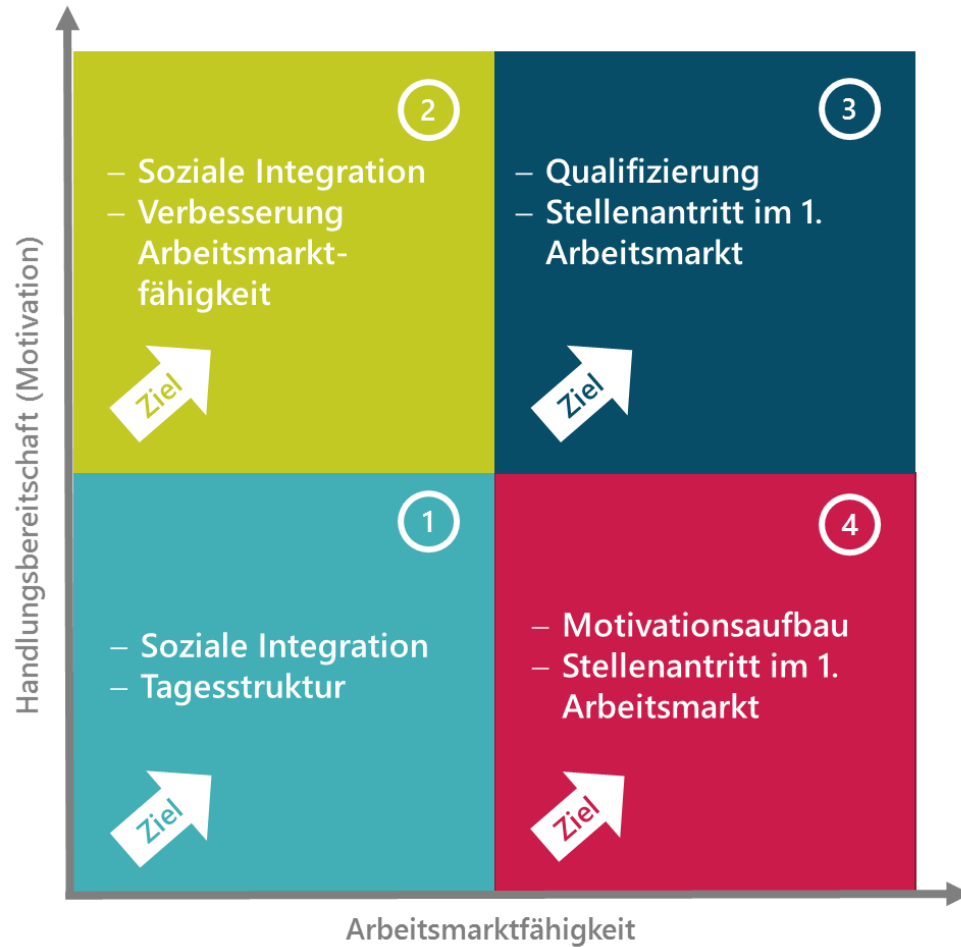 Handlungsbereitschaft (Motivation)
2
– Soziale Integration
– Verbesserung
Arbeitsmarkt-
fähigkeit
Ziel
3
– Qualifizierung
– Stellenantritt im 1.
Arbeitsmarkt
Ziel
1
– Soziale Integration
– Tagesstruktur
Ziel
4
– Motivationsaufbau
– Stellenantritt im 1.
Arbeitsmarkt
Ziel
Arbeitsmarktfähigkeit